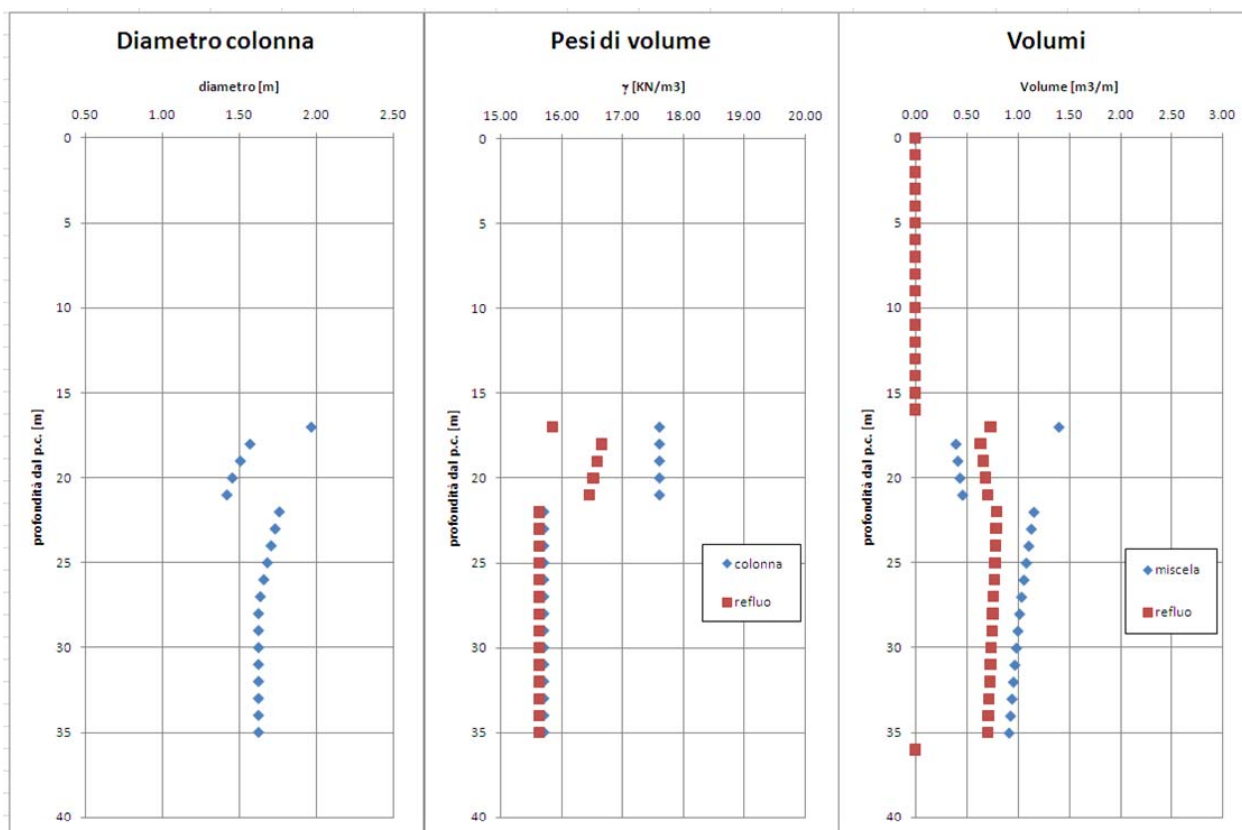 Diametro colonna
diametro [m]
0.50 1.00 1.50 2.00 2.50
0
5
10
15
20
25
30
35
40
profondità dal p.c. [m]
Pesi di volume
γ [KN/m3]
15.00 16.00 17.00 18.00 19.00 20.00
0
5
10
15
20
25
30
35
40
profondità dal p.c. [m]
colonna
refluo
Volumi
Volume [m3/m]
0.00 0.50 1.00 1.50 2.00 2.50 3.00
0
5
10
15
20
25
30
35
40
profondità dal p.c. [m]
miscela
refluo